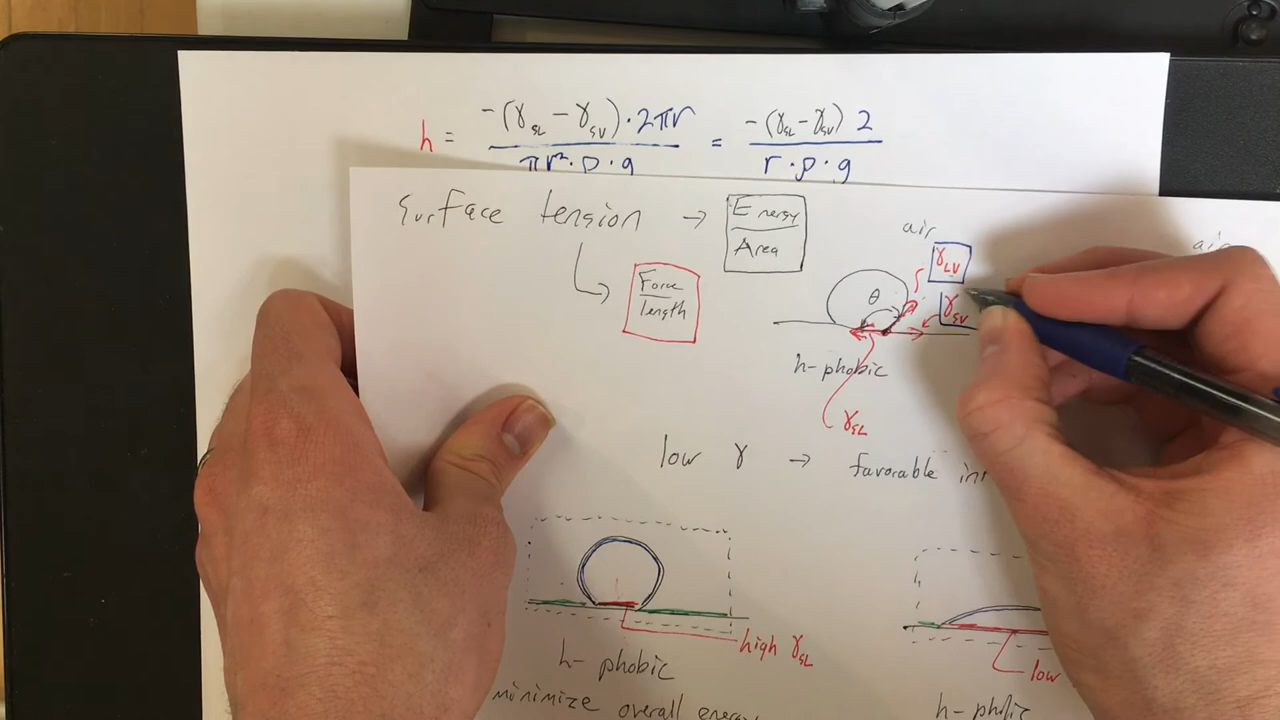 h = -(γSL - γSV) · 2πr / πr² · ρ · g = -(γSL - γSV) 2 / r · ρ · g
Surface tension → Energy / Area
Force / length
air
γLV
θ
γSV
h-phobic
γSL
low γ → favorable
high γSL
low
h-phobic
h-philic
minimize overall